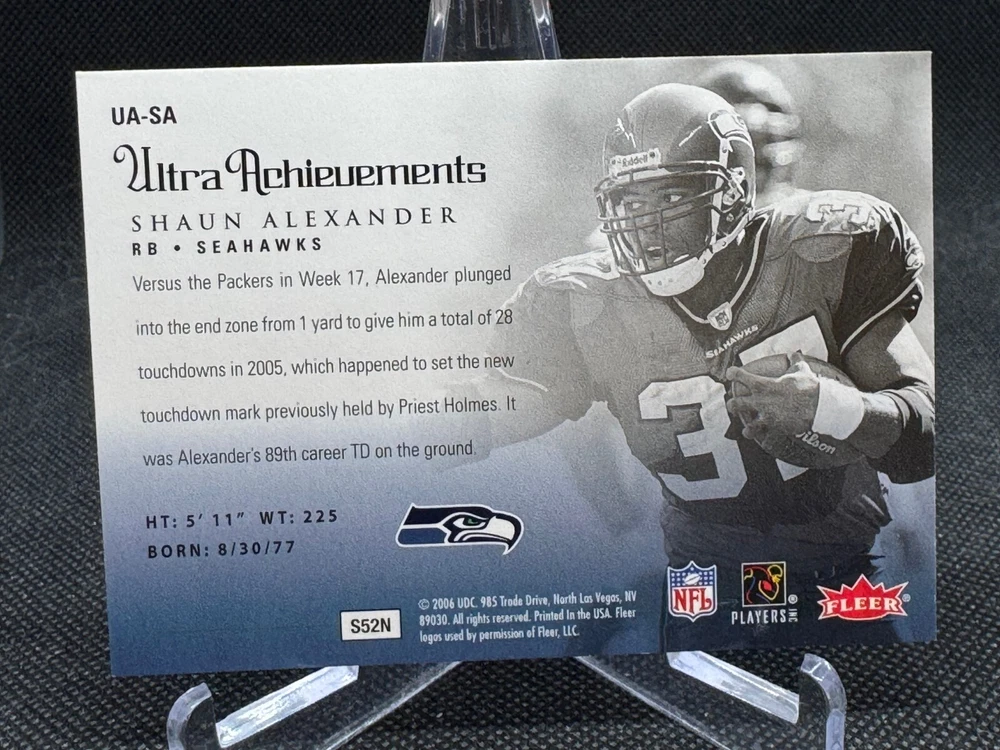 UA-SA
Ultra Achievements
SHAUN ALEXANDER
RB • SEAHAWKS
Versus the Packers in Week 17, Alexander plunged
into the end zone from 1 yard to give him a total of 28
touchdowns in 2005, which happened to set the new
touchdown mark previously held by Priest Holmes. It
was Alexander's 89th career TD on the ground.
HT: 5' 11" WT: 225
BORN: 8/30/77
S52N
© 2006 UDC. 985 Trade Drive, North Las Vegas, NV
89030. All rights reserved. Printed In the USA. Fleer
logos used by permission of Fleer, LLC.
NFL
PLAYERS INC
FLEER®
Riddell
SEAHAWKS
37
Wilson